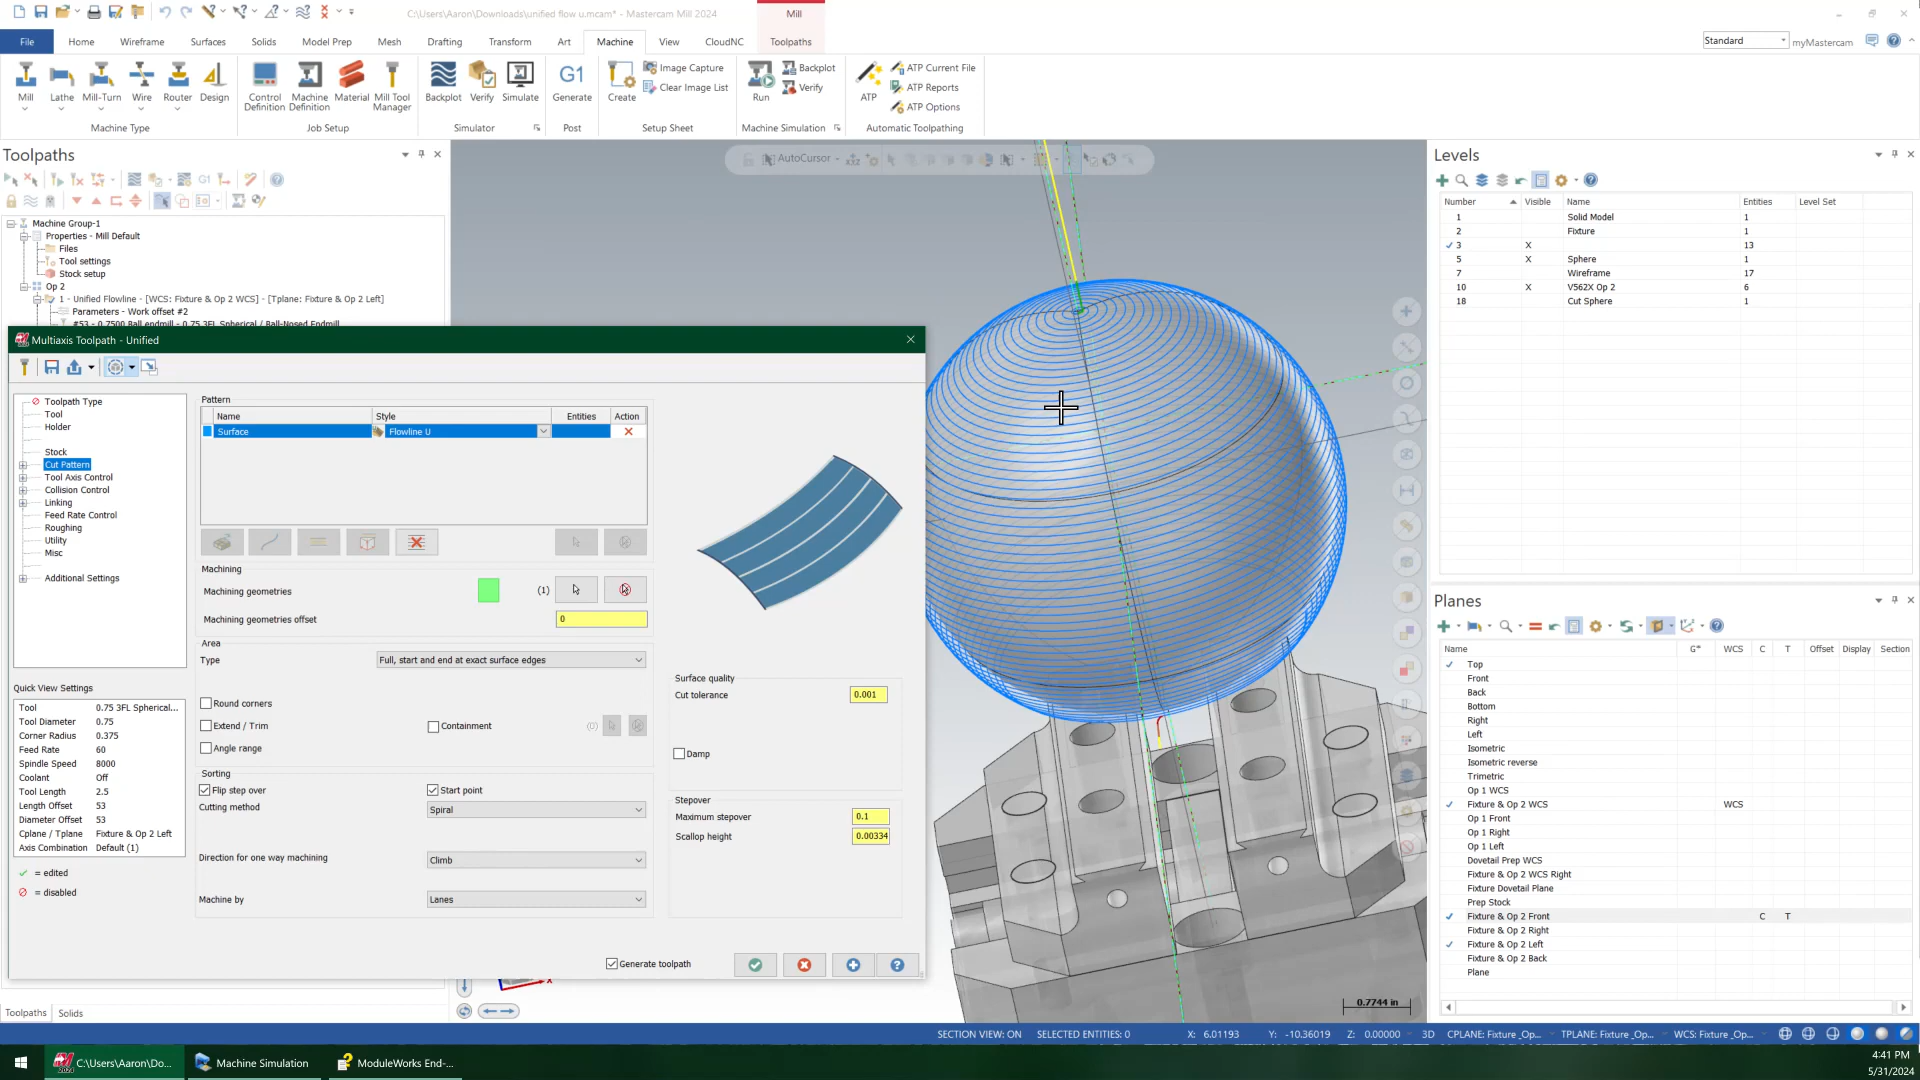 C:\Users\Aaron\Downloads\unified flow u.mcam* - Mastercam Mill 2024
Mill
File
Home
Wireframe
Surfaces
Solids
Model Prep
Mesh
Drafting
Transform
Art
Machine
View
CloudNC
Toolpaths
Standard
myMastercam
Mill
Lathe
Mill-Turn
Wire
Router
Design
Machine Type
Control Definition
Machine Definition
Material
Mill Tool Manager
Job Setup
Backplot
Verify
Simulate
Simulator
G1
Generate
Post
Create
Image Capture
Clear Image List
Setup Sheet
Run
Backplot
Verify
Machine Simulation
ATP
ATP Current File
ATP Reports
ATP Options
Automatic Toolpathing
Toolpaths
AutoCursor
G1
Machine Group-1
Properties - Mill Default
Files
Tool settings
Stock setup
Op 2
1 - Unified Flowline - [WCS: Fixture & Op 2 WCS] - [Tplane: Fixture & Op 2 Left]
Parameters - Work offset #2
#53 - 0.7500 Ball endmill - 0.75 3FL Spherical / Ball-Nosed Endmill
Multiaxis Toolpath - Unified
Toolpath Type
Tool
Holder
Stock
Cut Pattern
Tool Axis Control
Collision Control
Linking
Feed Rate Control
Roughing
Utility
Misc
Additional Settings
Quick View Settings
Tool 0.75 3FL Spherical...
Tool Diameter 0.75
Corner Radius 0.375
Feed Rate 60
Spindle Speed 8000
Coolant Off
Tool Length 2.5
Length Offset 53
Diameter Offset 53
Cplane / Tplane Fixture & Op 2 Left
Axis Combination Default (1)
= edited
= disabled
Pattern
Name Style Entities Action
Surface Flowline U
Machining
Machining geometries (1)
Machining geometries offset 0
Area
Type Full, start and end at exact surface edges
Round corners
Extend / Trim Containment (0)
Angle range
Sorting
Flip step over Start point
Cutting method Spiral
Direction for one way machining Climb
Machine by Lanes
Surface quality
Cut tolerance 0.001
Damp
Stepover
Maximum stepover 0.1
Scallop height 0.00334
Generate toolpath
x
Toolpaths Solids
0.7744 in
Levels
Number Visible Name Entities Level Set
1 Solid Model 1
2 Fixture 1
3 X 13
5 X Sphere 1
7 Wireframe 17
10 X V562X Op 2 6
18 Cut Sphere 1
Planes
Name G* WCS C T Offset Display Section
Top
Front
Back
Bottom
Right
Left
Isometric
Isometric reverse
Trimetric
Op 1 WCS
Fixture & Op 2 WCS WCS
Op 1 Front
Op 1 Right
Op 1 Left
Dovetail Prep WCS
Fixture & Op 2 WCS Right
Fixture Dovetail Plane
Prep Stock
Fixture & Op 2 Front C T
Fixture & Op 2 Right
Fixture & Op 2 Left
Fixture & Op 2 Back
Plane
SECTION VIEW: ON SELECTED ENTITIES: 0 X: 6.01193 Y: -10.36019 Z: 0.00000 3D CPLANE: Fixture_Op... TPLANE: Fixture_Op... WCS: Fixture_Op...
C:\Users\Aaron\Do...
Machine Simulation
ModuleWorks End-...
4:41 PM
5/31/2024